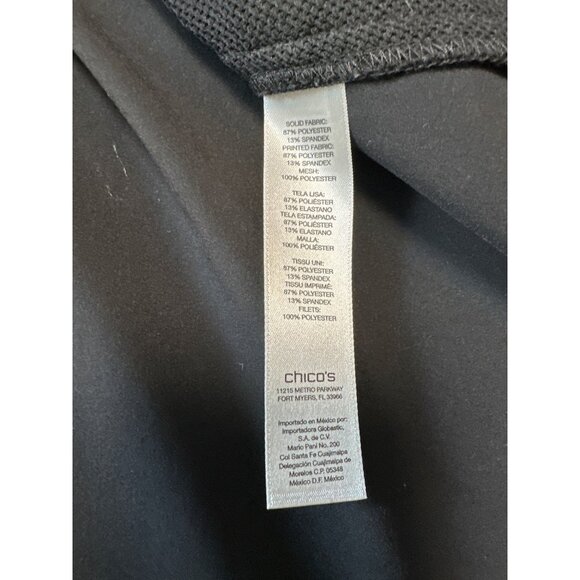 SOLID FABRIC:
87% POLYESTER
13% SPANDEX
PRINTED FABRIC:
87% POLYESTER
13% SPANDEX
MESH:
100% POLYESTER
TELA LISA:
87% POLIÉSTER
13% ELASTANO
TELA ESTAMPADA:
87% POLIÉSTER
13% ELASTANO
MALLA:
100% POLIÉSTER
TISSU UNI:
87% POLYESTER
13% SPANDEX
TISSU IMPRIMÉ:
87% POLYESTER
13% SPANDEX
FILETS:
100% POLYESTER
chico's
11215 METRO PARKWAY
FORT MYERS, FL 33966
Importado en México por:
Importadora Globastic,
S.A. de C.V.
Mario Pani No. 200
Col Santa Fe Cuajimalpa
Delegación Cuajimalpa de
Morelos C.P. 05348
México D.F. México